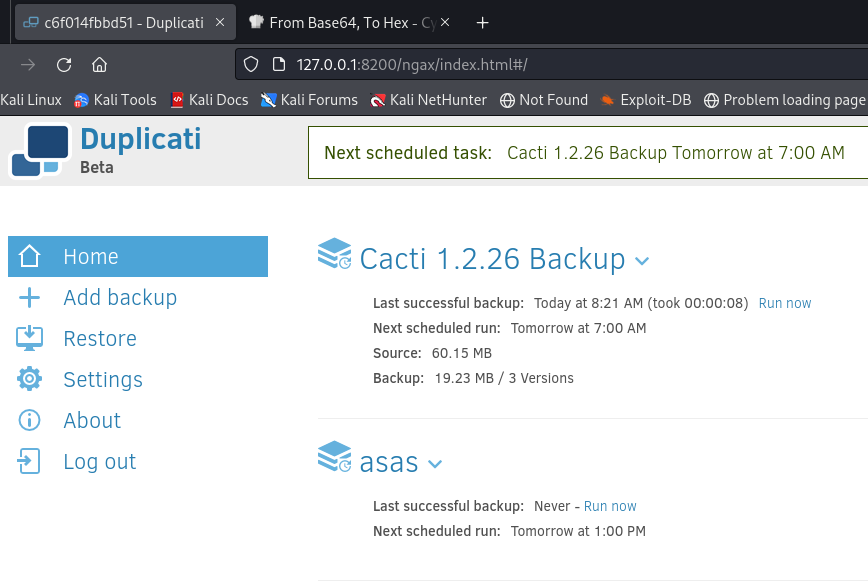 c6f014fbbd51 - Duplicati
From Base64, To Hex - Cy
127.0.0.1:8200/ngax/index.html#/
Kali Linux Kali Tools Kali Docs Kali Forums Kali NetHunter Not Found Exploit-DB Problem loading page
Duplicati
Beta
Next scheduled task: Cacti 1.2.26 Backup Tomorrow at 7:00 AM
Home
Add backup
Restore
Settings
About
Log out
Cacti 1.2.26 Backup
Last successful backup: Today at 8:21 AM (took 00:00:08) Run now
Next scheduled run: Tomorrow at 7:00 AM
Source: 60.15 MB
Backup: 19.23 MB / 3 Versions
asas
Last successful backup: Never - Run now
Next scheduled run: Tomorrow at 1:00 PM